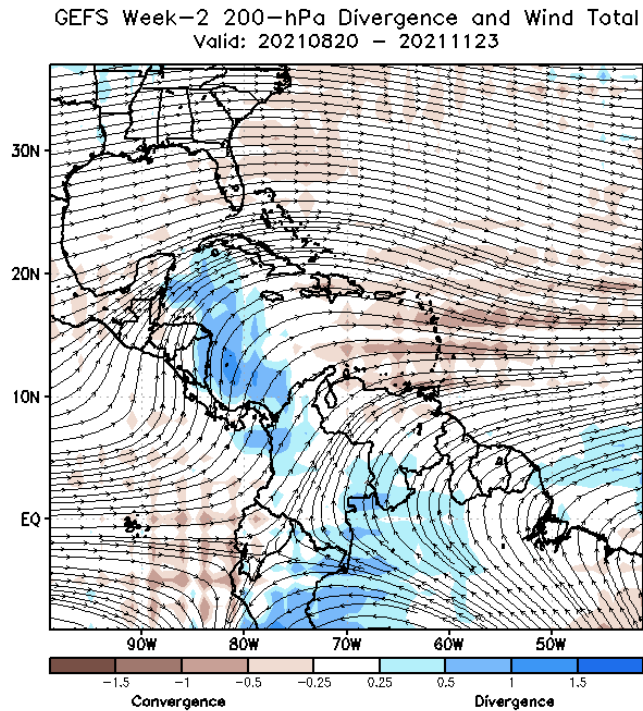 GEFS Week-2 200-hPa Divergence and Wind Total
Valid: 20210820 - 20211123
30N
20N
10N
EQ
90W 80W 70W 60W 50W
-1.5 -1 -0.5 -0.25 0.25 0.5 1 1.5
Convergence Divergence